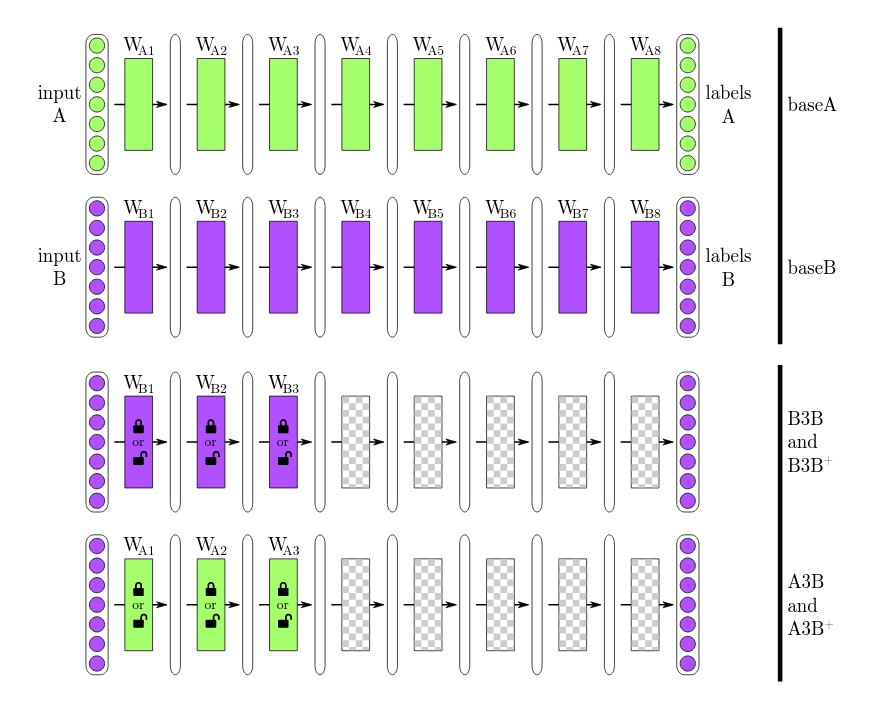 W_A1 W_A2 W_A3 W_A4 W_A5 W_A6 W_A7 W_A8
input
A
labels
A
baseA
W_B1 W_B2 W_B3 W_B4 W_B5 W_B6 W_B7 W_B8
input
B
labels
B
baseB
W_B1 W_B2 W_B3
or or or
B3B
and
B3B⁺
W_A1 W_A2 W_A3
or or or
A3B
and
A3B⁺